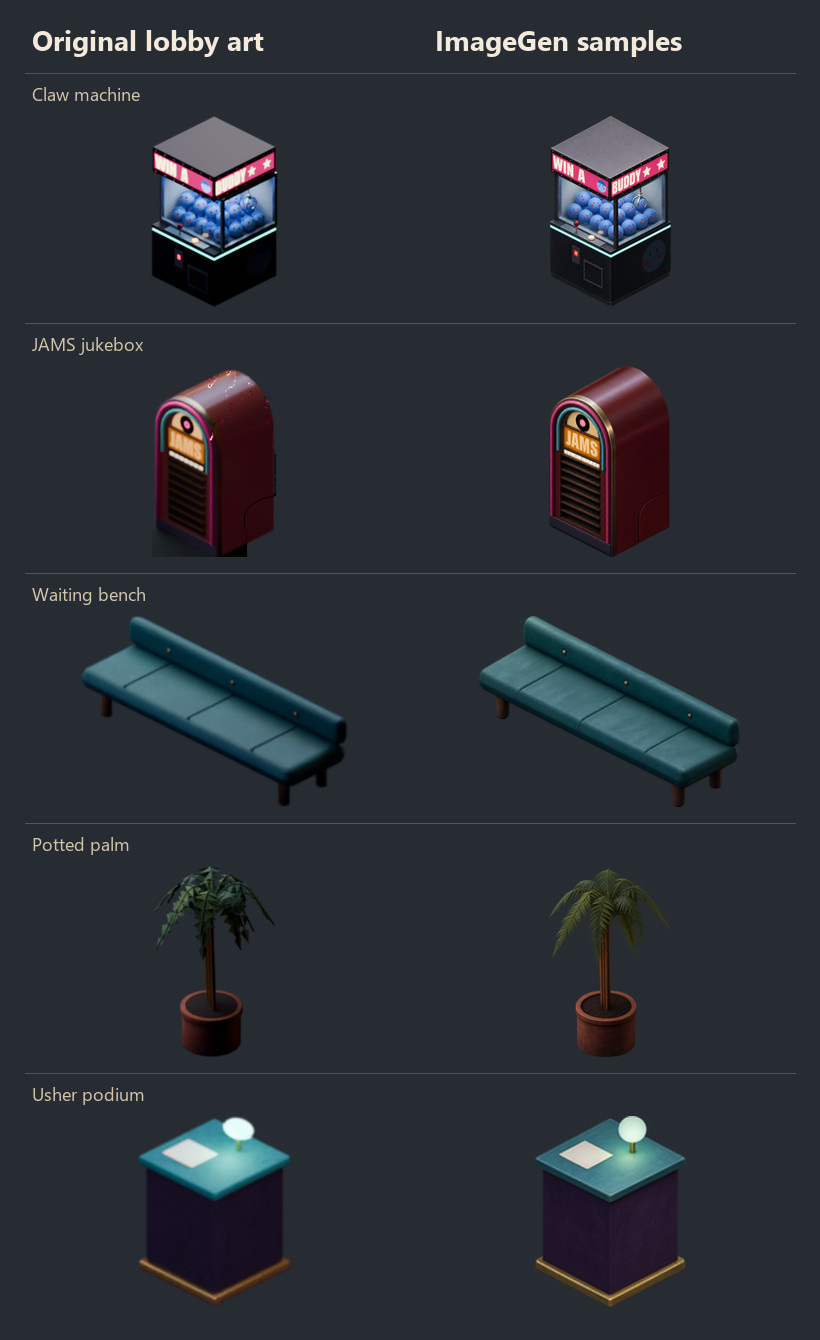 Original lobby art
ImageGen samples
Claw machine
WIN A BUDDY
WIN A BUDDY
JAMS jukebox
JAMS
JAMS
Waiting bench
Potted palm
Usher podium